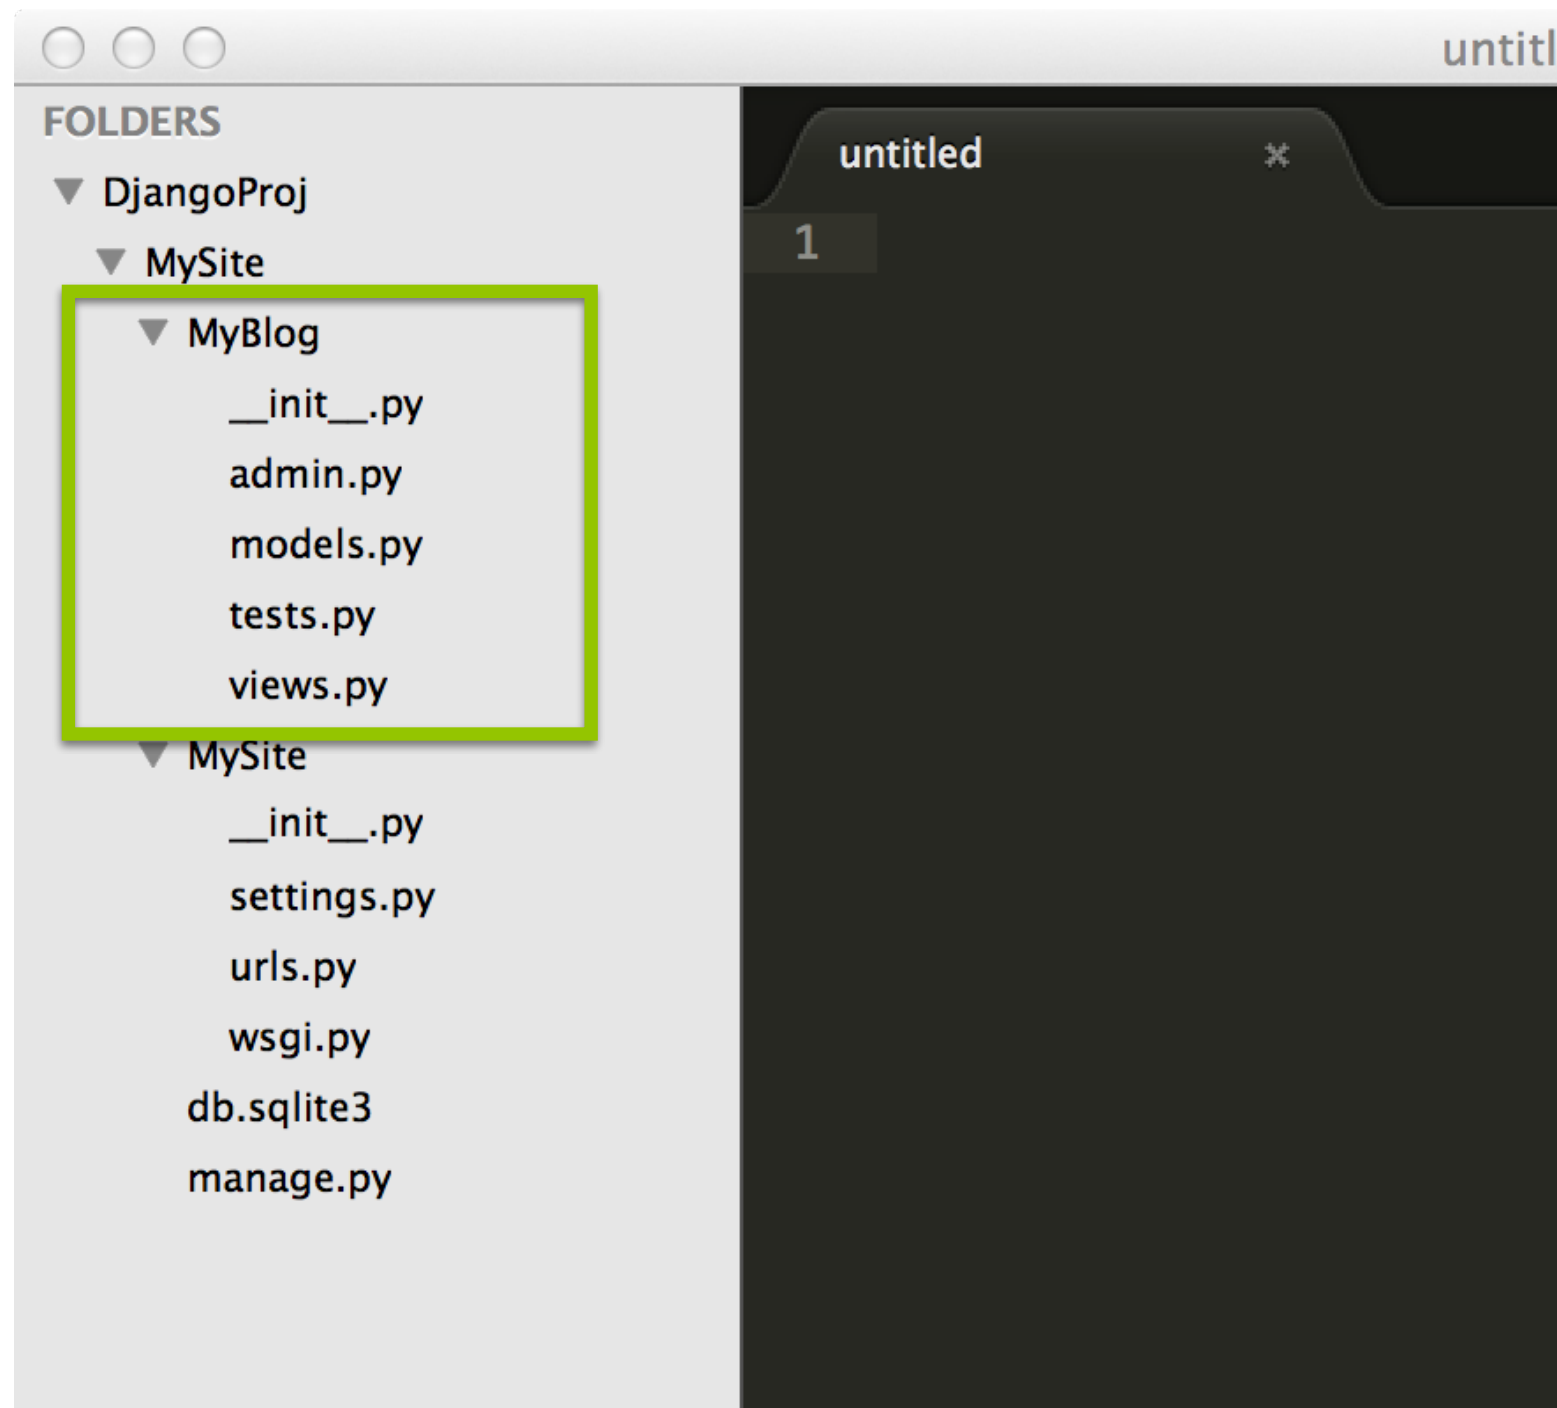 untitl
FOLDERS
DjangoProj
MySite
MyBlog
__init__.py
admin.py
models.py
tests.py
views.py
MySite
__init__.py
settings.py
urls.py
wsgi.py
db.sqlite3
manage.py
untitled
1